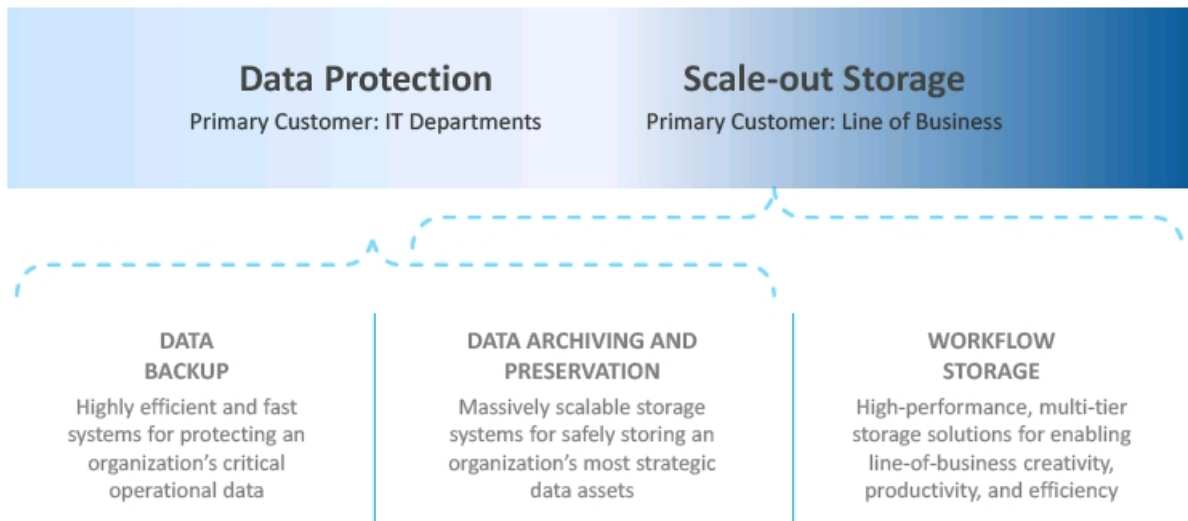 Data Protection
Primary Customer: IT Departments
Scale-out Storage
Primary Customer: Line of Business
DATA
BACKUP
Highly efficient and fast
systems for protecting an
organization’s critical
operational data
DATA ARCHIVING AND
PRESERVATION
Massively scalable storage
systems for safely storing an
organization’s most strategic
data assets
WORKFLOW
STORAGE
High-performance, multi-tier
storage solutions for enabling
line-of-business creativity,
productivity, and efficiency